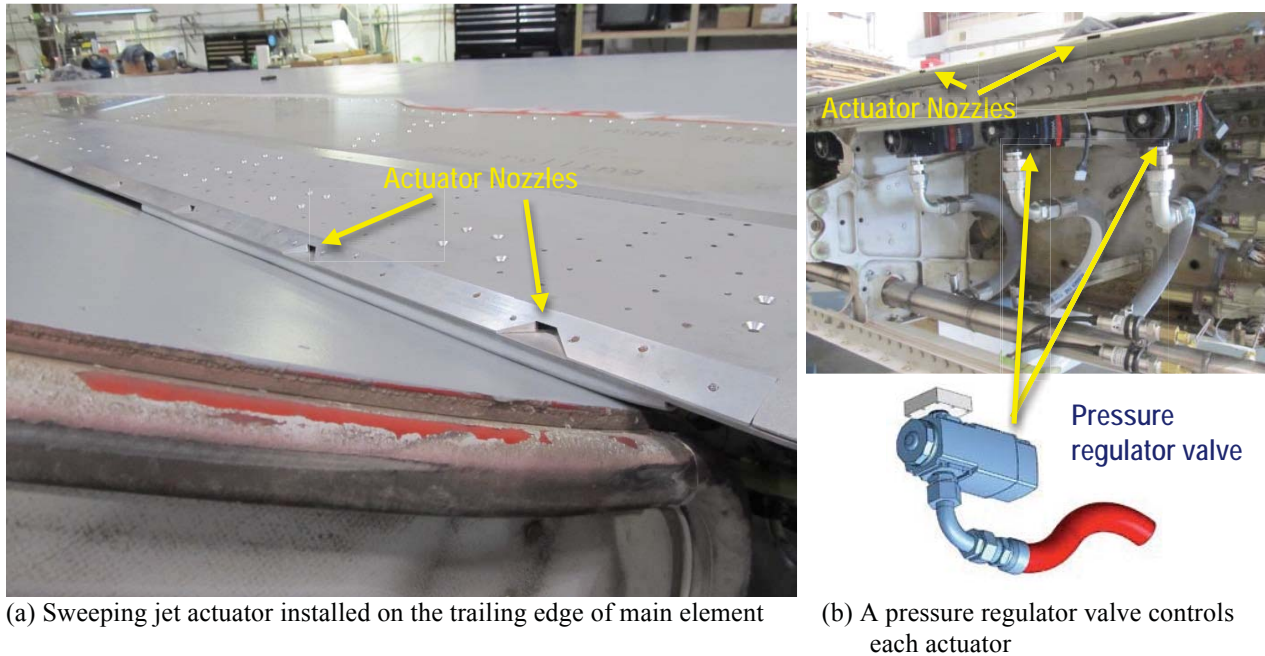 Actuator Nozzles
Actuator Nozzles
Pressure
regulator valve
(a) Sweeping jet actuator installed on the trailing edge of main element
(b) A pressure regulator valve controls
each actuator